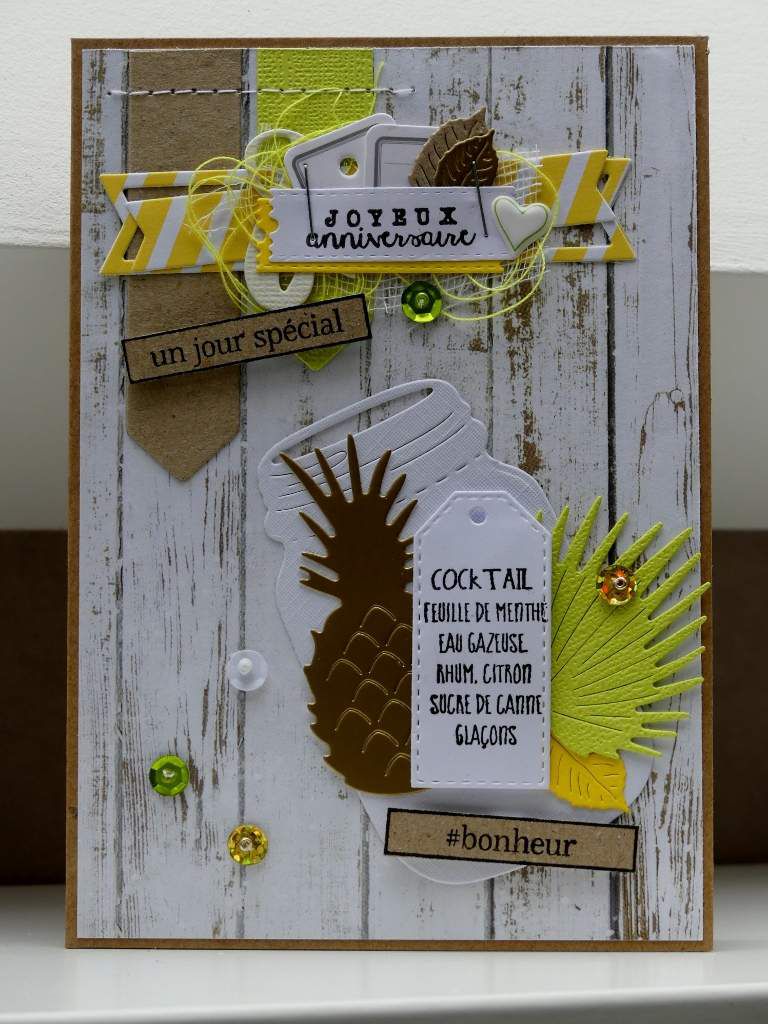 JOYEUX
anniversaire
un jour spécial
COCKTAIL
FEUILLE DE MENTHE
EAU GAZEUSE
RHUM, CITRON
SUCRE DE CANNE
GLAÇONS
#bonheur